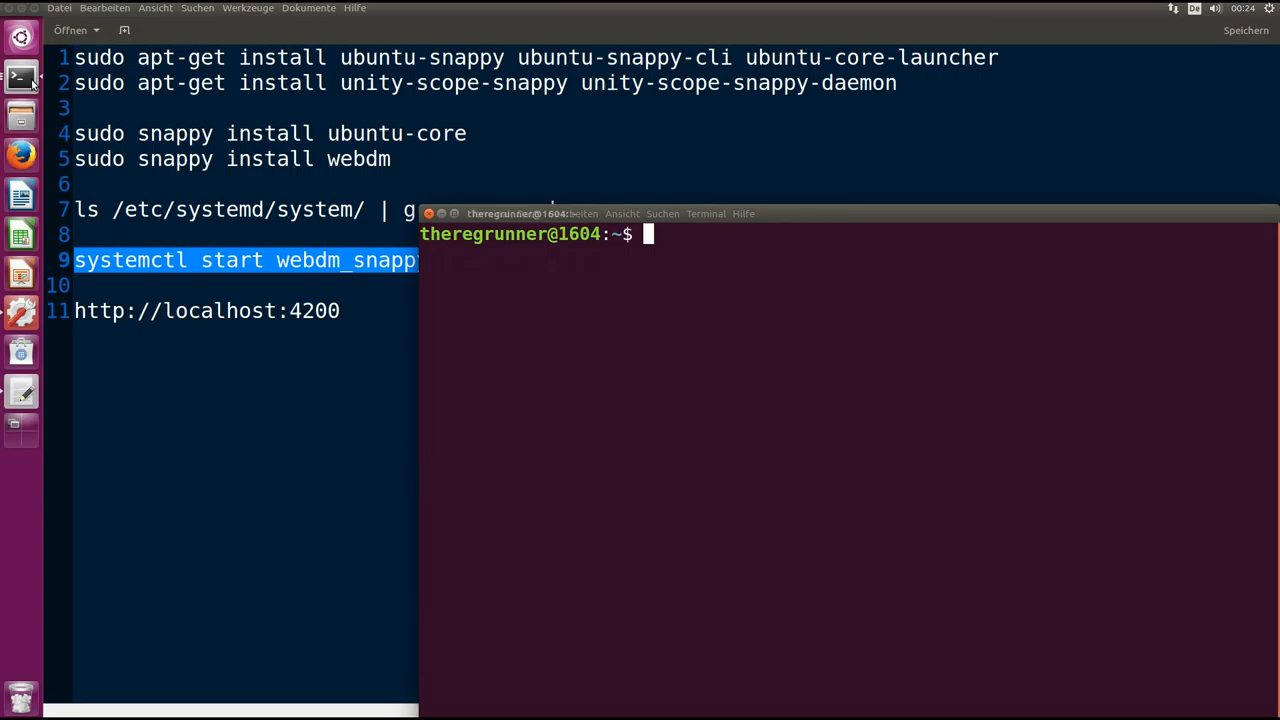 Datei Bearbeiten Ansicht Suchen Werkzeuge Dokumente Hilfe De 00:24
Öffnen Speichern
1 sudo apt-get install ubuntu-snappy ubuntu-snappy-cli ubuntu-core-launcher
2 sudo apt-get install unity-scope-snappy unity-scope-snappy-daemon
3
4 sudo snappy install ubuntu-core
5 sudo snappy install webdm
6
7 ls /etc/systemd/system/ | g
8
9 systemctl start webdm_snapp
10
11 http://localhost:4200
theregrunner@1604: ~ Ansicht Suchen Terminal Hilfe
theregrunner@1604:~$